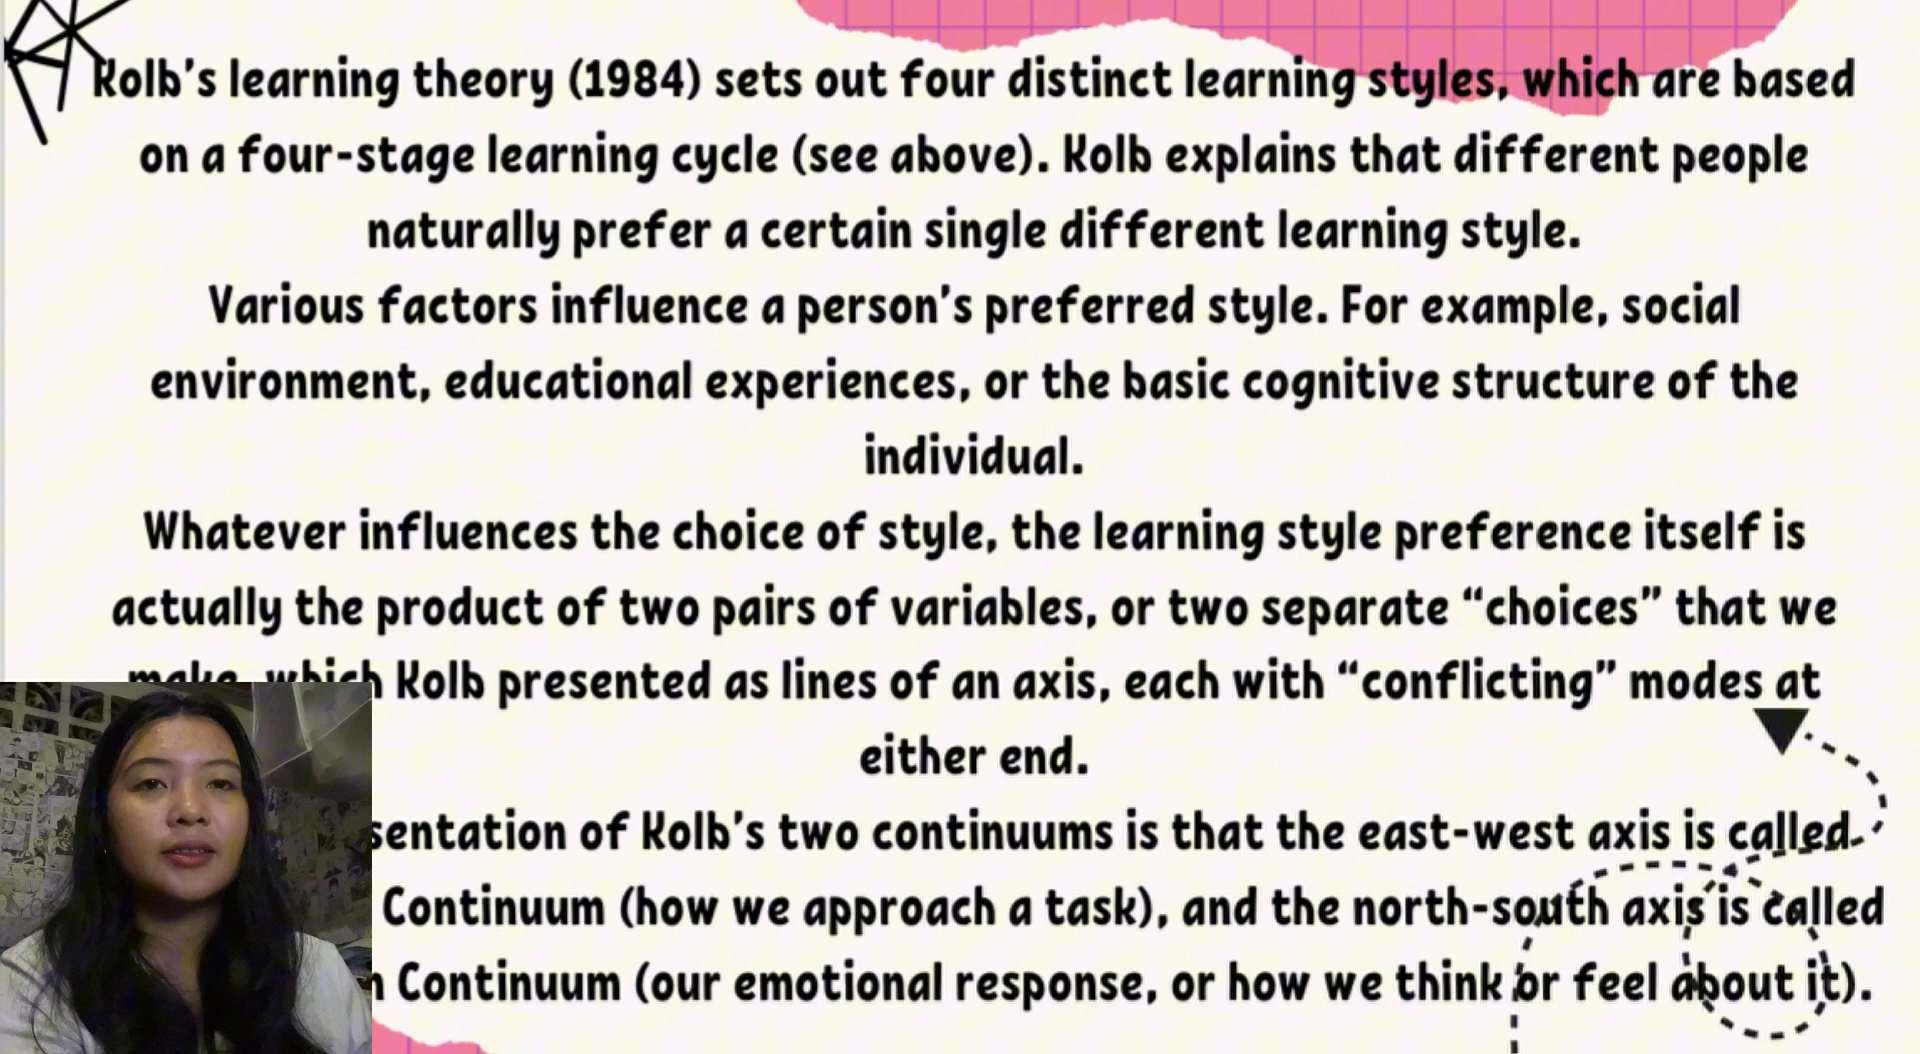 Kolb's learning theory (1984) sets out four distinct learning styles, which are based
on a four-stage learning cycle (see above). Kolb explains that different people
naturally prefer a certain single different learning style.
Various factors influence a person's preferred style. For example, social
environment, educational experiences, or the basic cognitive structure of the
individual.
Whatever influences the choice of style, the learning style preference itself is
actually the product of two pairs of variables, or two separate “choices” that we
make, which Kolb presented as lines of an axis, each with “conflicting” modes at
either end.
of Kolb's two continuums is that the east-west axis is called
Continuum (how we approach a task), and the north-south axis is called
Continuum (our emotional response, or how we think or feel about it).